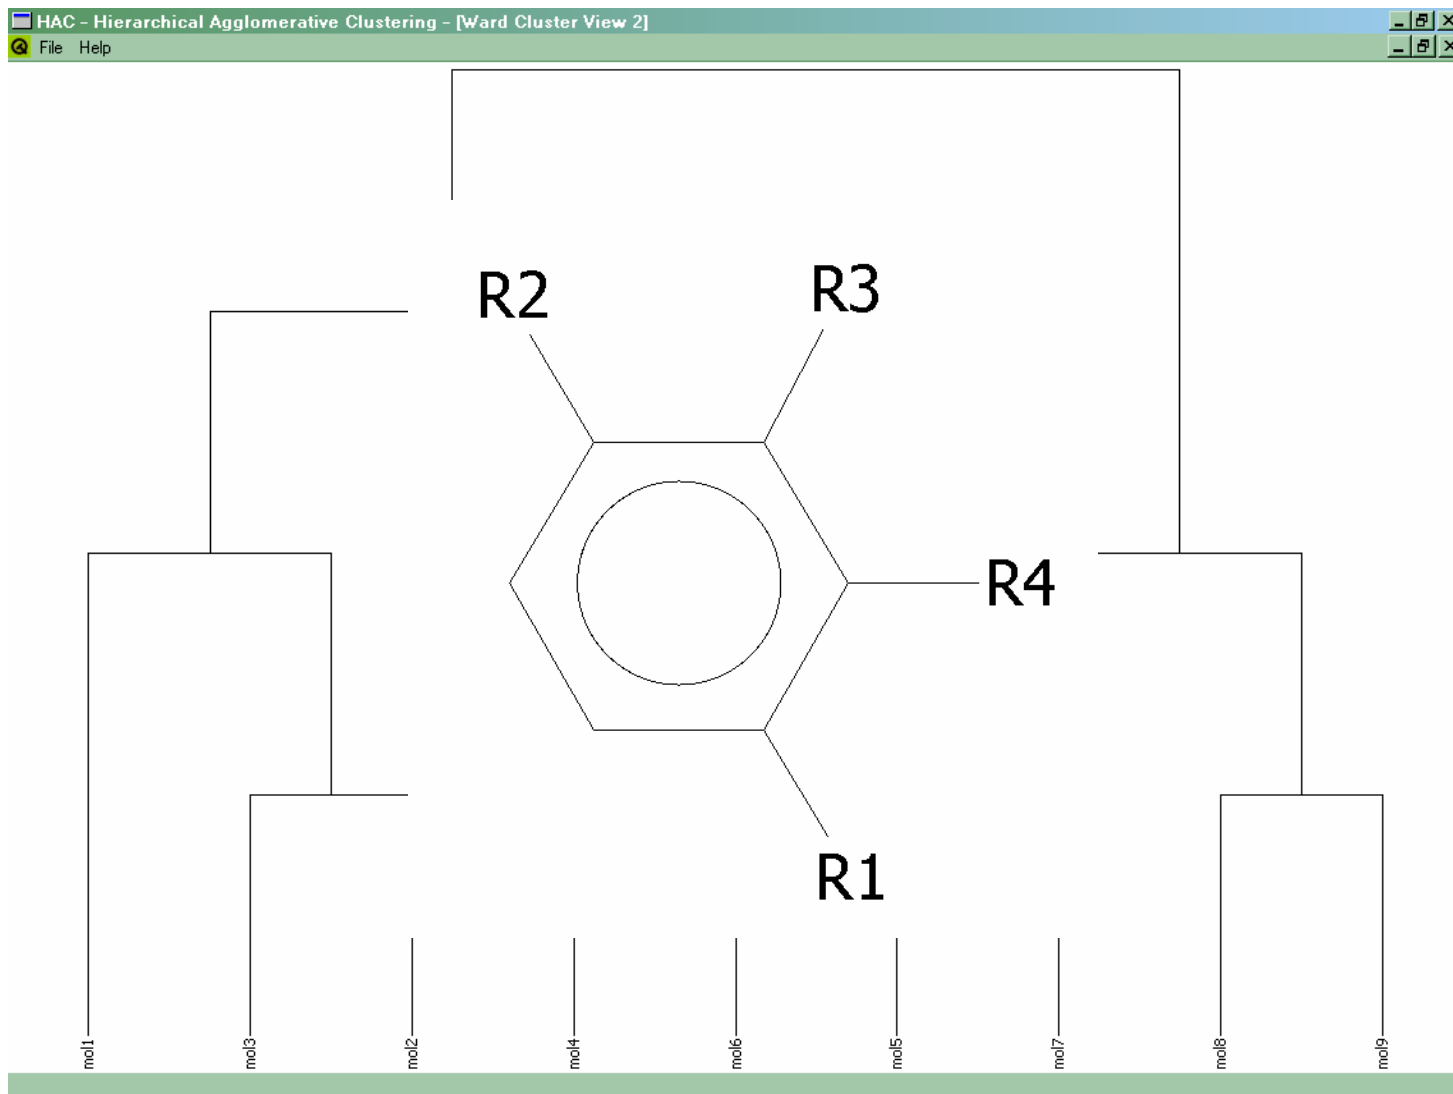 HAC - Hierarchical Agglomerative Clustering - [Ward Cluster View 2]
File Help
R2
R3
R4
R1
mol1
mol3
mol2
mol4
mol6
mol5
mol7
mol8
mol9